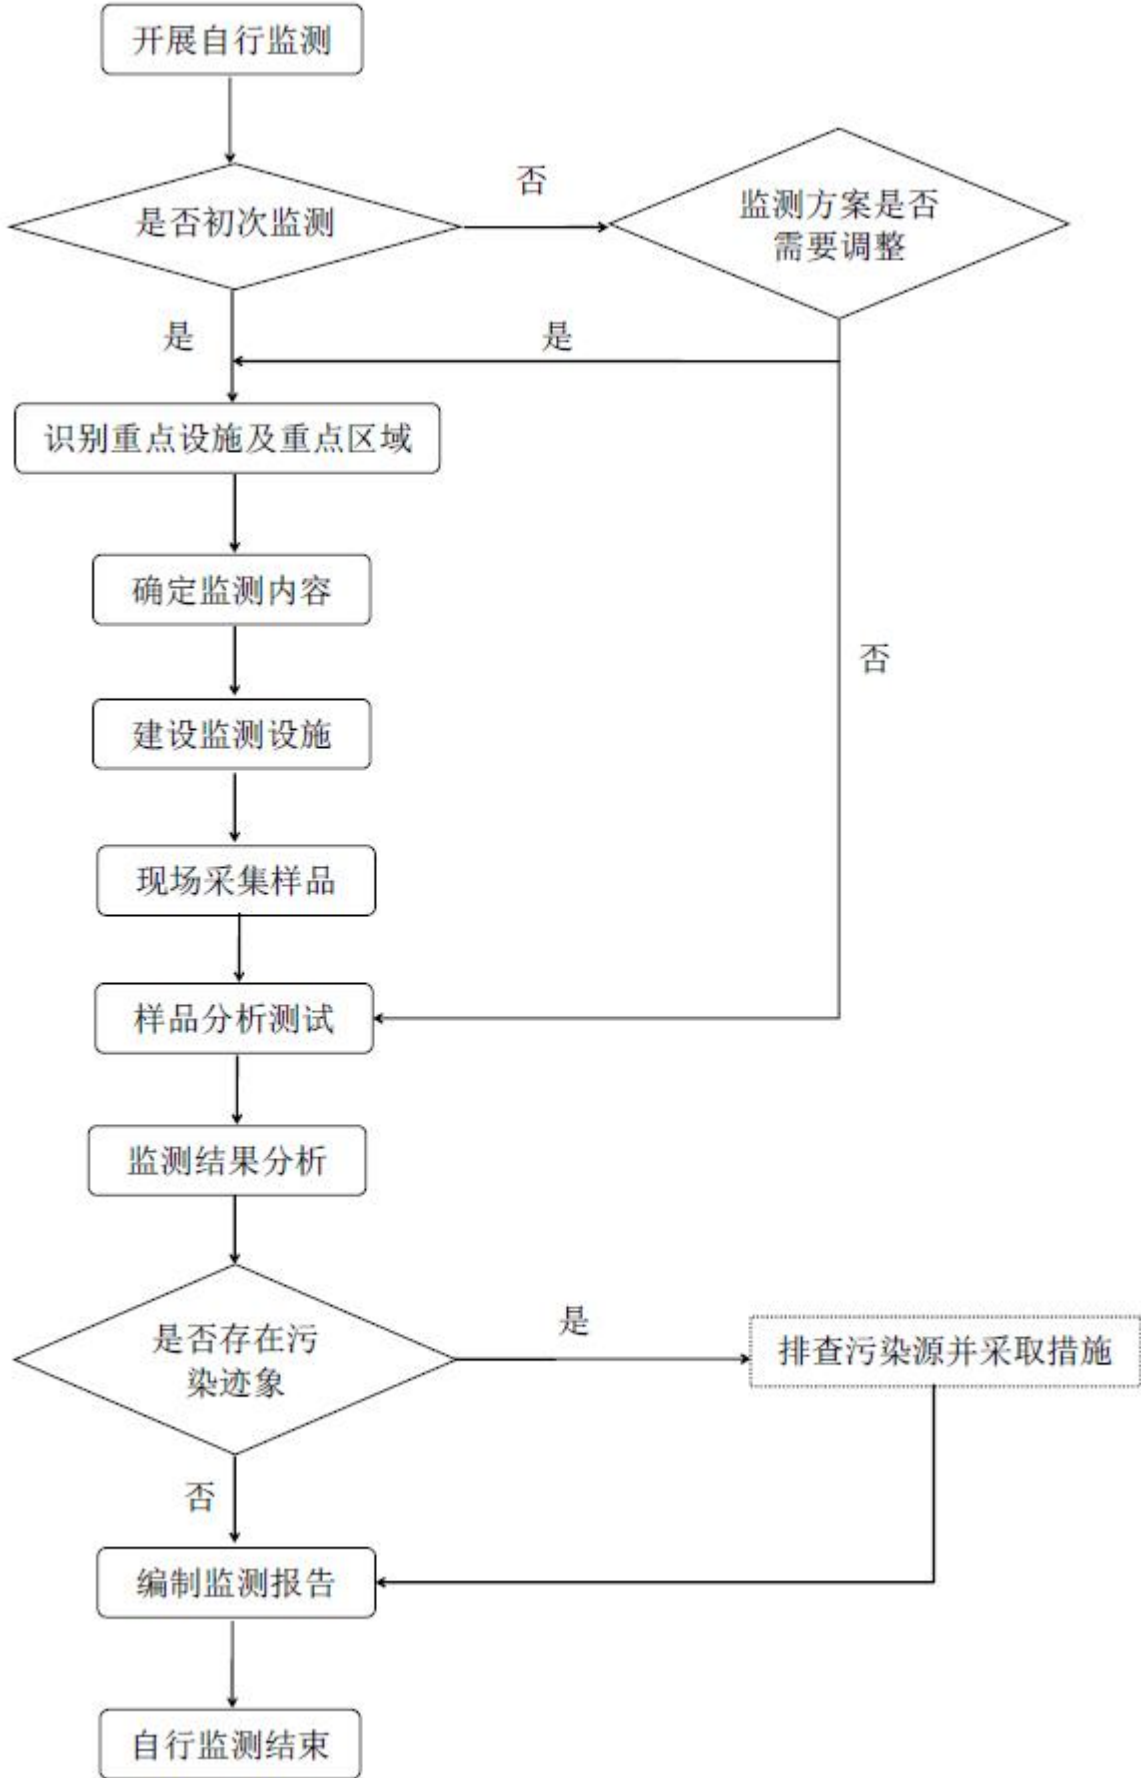 开展自行监测
否
是否初次监测
监测方案是否
需要调整
是
是
识别重点设施及重点区域
确定监测内容
否
建设监测设施
现场采集样品
样品分析测试
监测结果分析
是否存在污
染迹象
是
排查污染源并采取措施
否
编制监测报告
自行监测结束